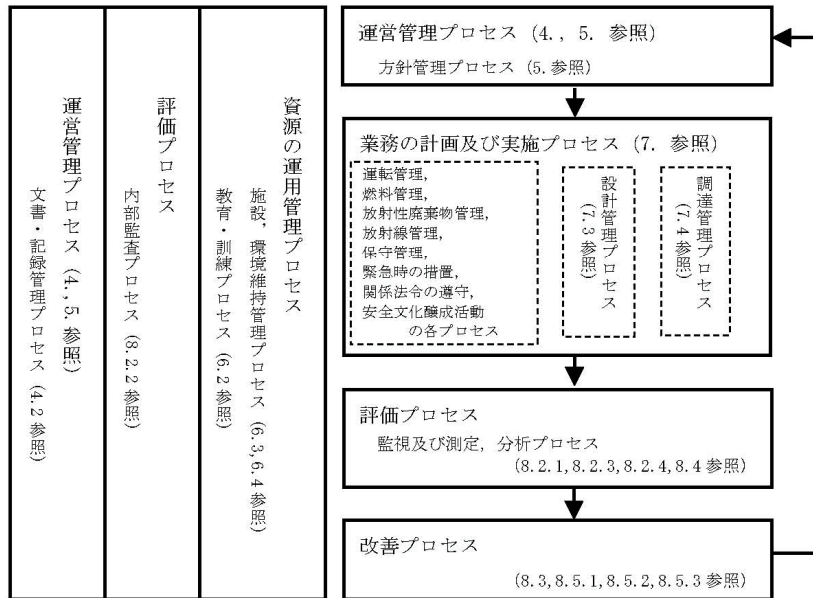 運営管理プロセス (4., 5. 参照)
文書・記録管理プロセス (4.2 参照)
評価プロセス
内部監査プロセス (8.2.2 参照)
資源の運用管理プロセス
施設, 環境維持管理プロセス (6.3,6.4 参照)
教育・訓練プロセス (6.2 参照)
運営管理プロセス (4., 5. 参照)
方針管理プロセス (5.参照)
業務の計画及び実施プロセス (7. 参照)
運転管理,
燃料管理,
放射性廃棄物管理,
放射線管理,
保守管理,
緊急時の措置,
関係法令の遵守,
安全文化醸成活動
の各プロセス
設計管理プロセス
(7.3 参照)
調達管理プロセス
(7.4 参照)
評価プロセス
監視及び測定, 分析プロセス
(8.2.1,8.2.3,8.2.4,8.4 参照)
改善プロセス
(8.3,8.5.1,8.5.2,8.5.3 参照)